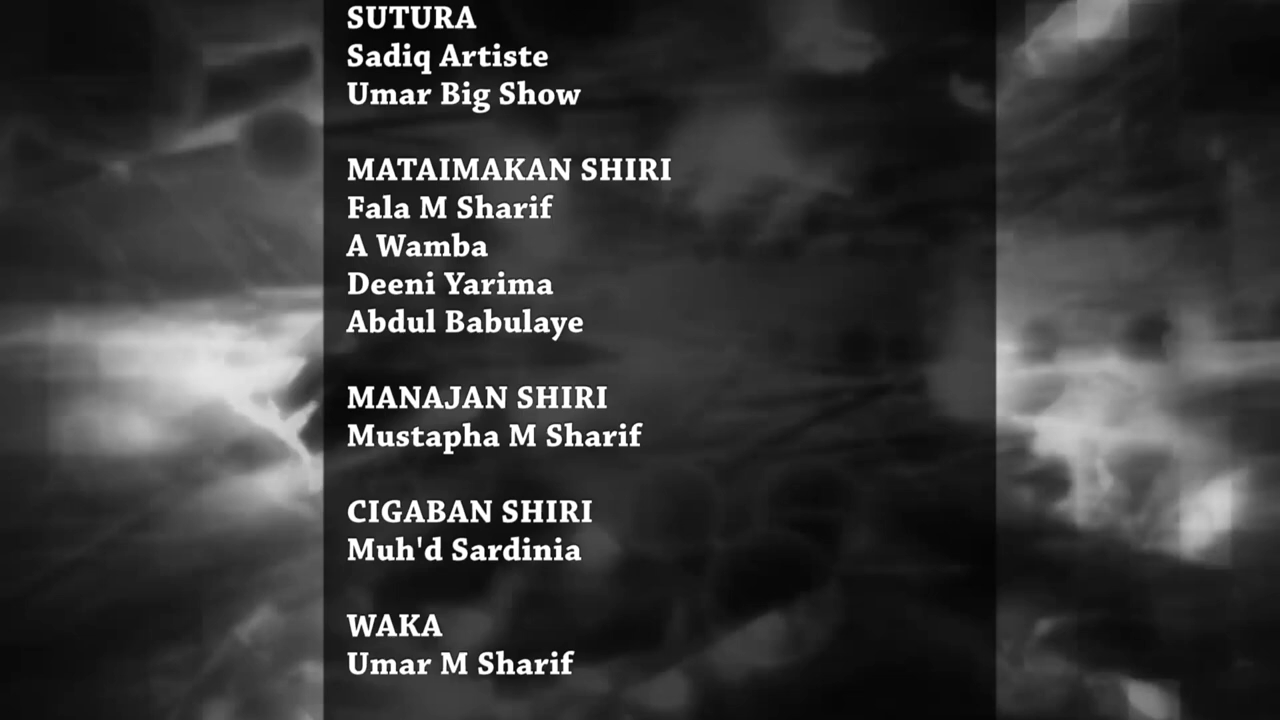 SUTURA
Sadiq Artiste
Umar Big Show
MATAIMAKAN SHIRI
Fala M Sharif
A Wamba
Deeni Yarima
Abdul Babulaye
MANAJAN SHIRI
Mustapha M Sharif
CIGABAN SHIRI
Muh'd Sardinia
WAKA
Umar M Sharif